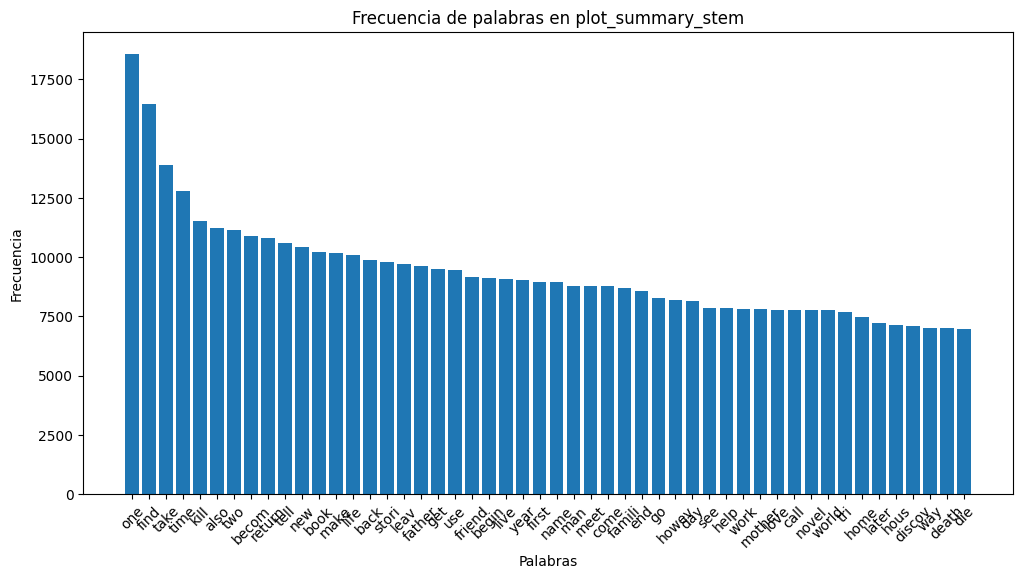 Frecuencia de palabras en plot_summary_stem
Frecuencia
17500
15000
12500
10000
7500
5000
2500
0
one
find
take
time
kill
also
two
becom
return
tell
new
book
make
life
back
stori
leav
father
get
use
friend
begin
live
year
first
name
man
meet
come
famili
end
go
howev
day
see
help
work
mother
love
call
novel
world
tri
home
later
hous
discov
way
death
die
Palabras